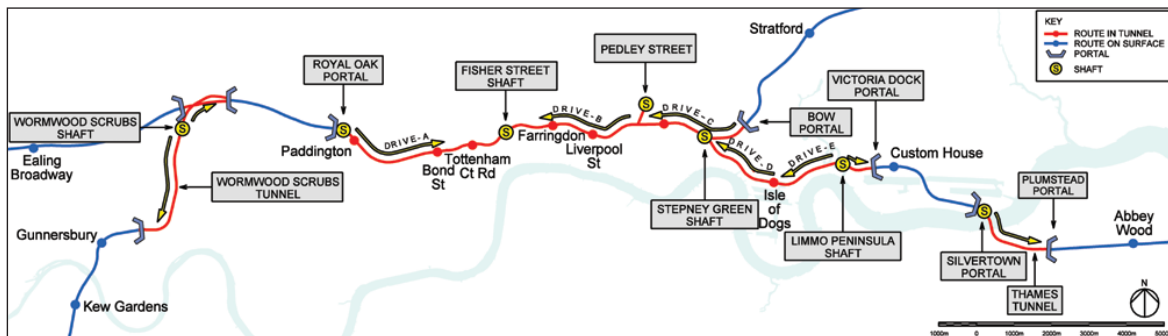 Stratford
KEY
ROUTE IN TUNNEL
ROUTE ON SURFACE
PORTAL
S SHAFT
PEDLEY STREET
ROYAL OAK
PORTAL
FISHER STREET
SHAFT
VICTORIA DOCK
PORTAL
WORMWOOD SCRUBS
SHAFT
S
S
S
S
S
S
S
DRIVE-A
DRIVE-B
DRIVE-C
DRIVE-D
DRIVE-E
BOW
PORTAL
Ealing
Broadway
Paddington
Bond
St
Tottenham
Ct Rd
Farringdon
Liverpool
St
Custom House
WORMWOOD SCRUBS
TUNNEL
Isle
of
Dogs
PLUMSTEAD
PORTAL
STEPNEY GREEN
SHAFT
LIMMO PENINSULA
SHAFT
Gunnersbury
Abbey
Wood
SILVERTOWN
PORTAL
THAMES
TUNNEL
Kew Gardens
N
1000m 0 1000m 2000m 3000m 4000m 5000